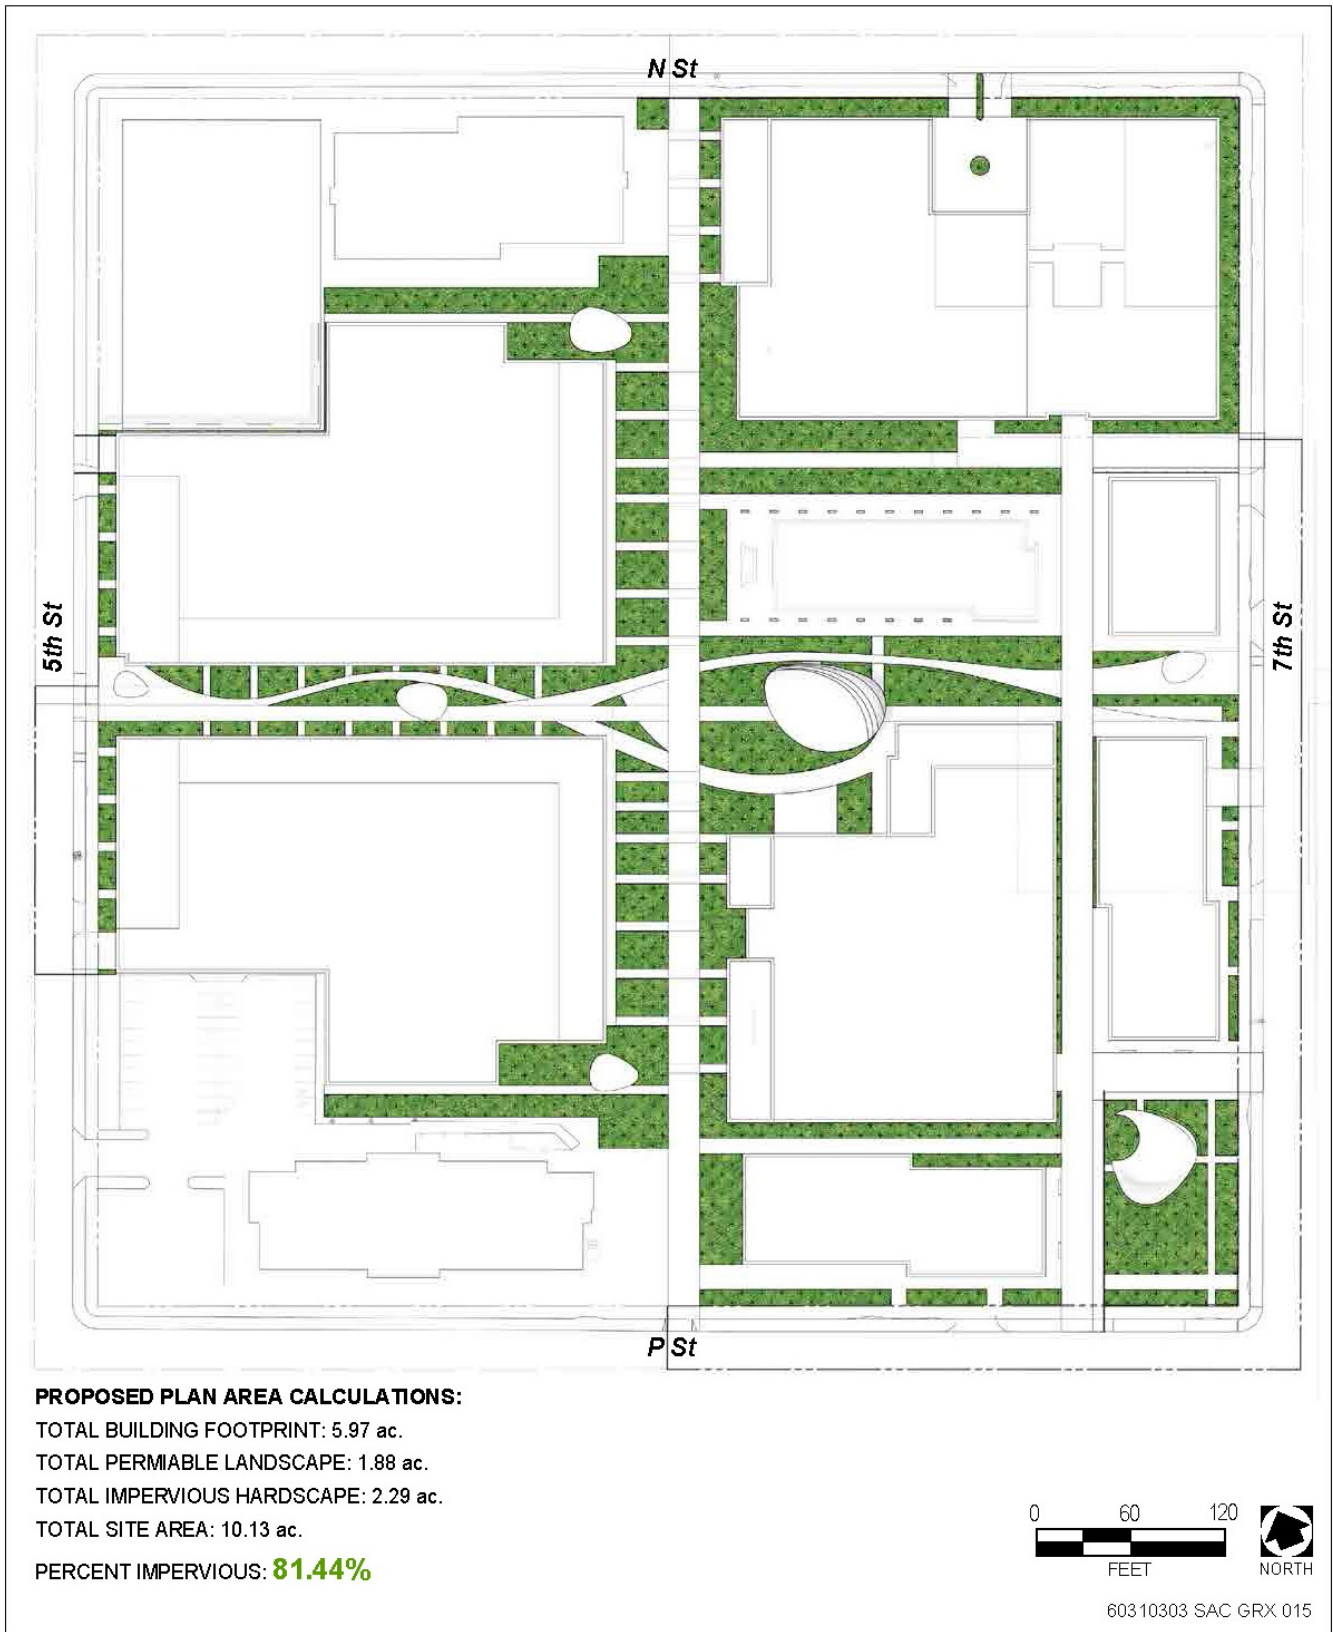 N St
5th St
7th St
P St
PROPOSED PLAN AREA CALCULATIONS:
TOTAL BUILDING FOOTPRINT: 5.97 ac.
TOTAL PERMIABLE LANDSCAPE: 1.88 ac.
TOTAL IMPERVIOUS HARDSCAPE: 2.29 ac.
TOTAL SITE AREA: 10.13 ac.
PERCENT IMPERVIOUS: 81.44%
0 60 120
FEET
NORTH
60310303 SAC GRX 015